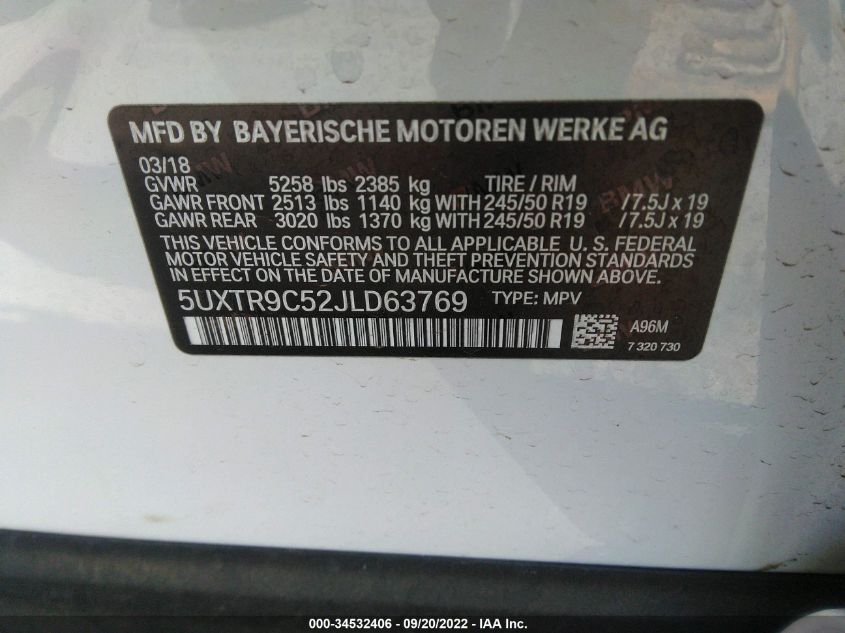 MFD BY BAYERISCHE MOTOREN WERKE AG
03/18
GVWR 5258 lbs 2385 kg TIRE / RIM
GAWR FRONT 2513 lbs 1140 kg WITH 245/50 R19 / 7.5J x 19
GAWR REAR 3020 lbs 1370 kg WITH 245/50 R19 / 7.5J x 19
THIS VEHICLE CONFORMS TO ALL APPLICABLE U. S. FEDERAL
MOTOR VEHICLE SAFETY AND THEFT PREVENTION STANDARDS
IN EFFECT ON THE DATE OF MANUFACTURE SHOWN ABOVE.
5UXTR9C52JLD63769 TYPE: MPV
A96M
7 320 730
000-34532406 - 09/20/2022 - IAA Inc.